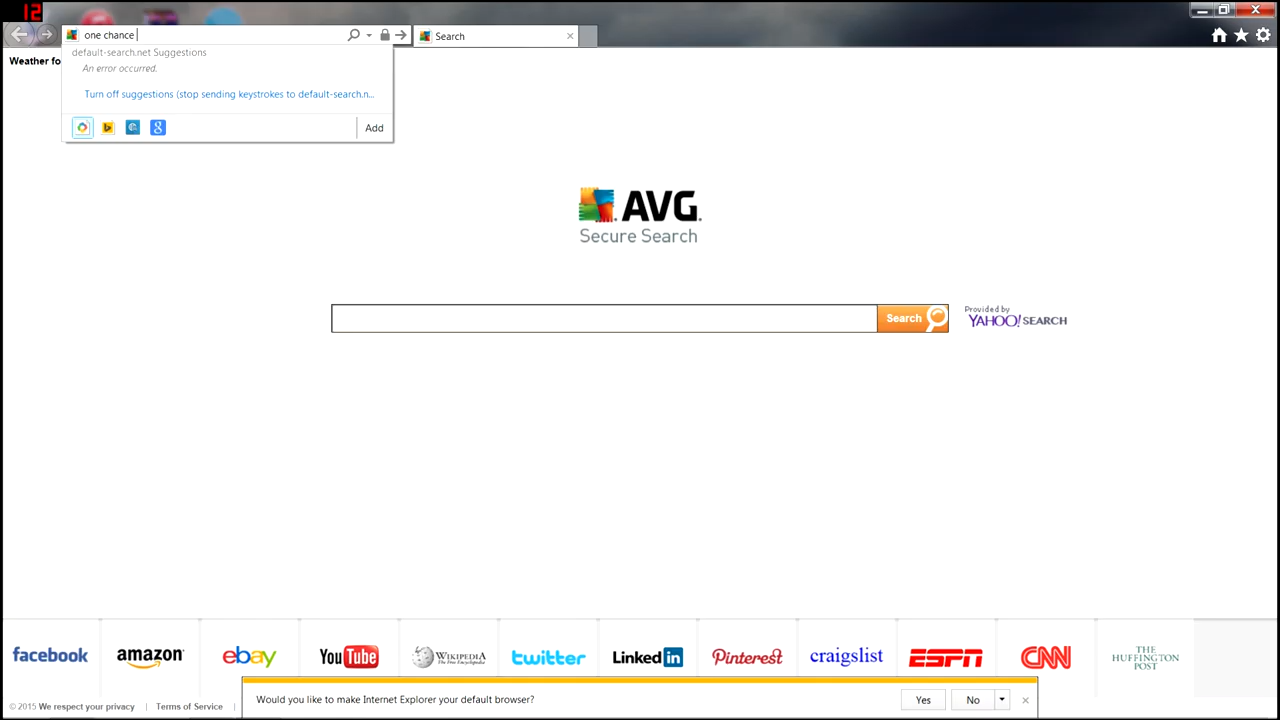 12
one chance
Search
default-search.net Suggestions
An error occurred.
Turn off suggestions (stop sending keystrokes to default-search.n...
Add
Weather fo
AVG.
Secure Search
Search
Provided by
YAHOO! SEARCH
facebook
amazon
ebay
YouTube
WIKIPEDIA
The Free Encyclopedia
twitter
Linked in
Pinterest
craigslist
ESPN
CNN
THE
HUFFINGTON
POST
Would you like to make Internet Explorer your default browser?
Yes
No
© 2015 We respect your privacy | Terms of Service |